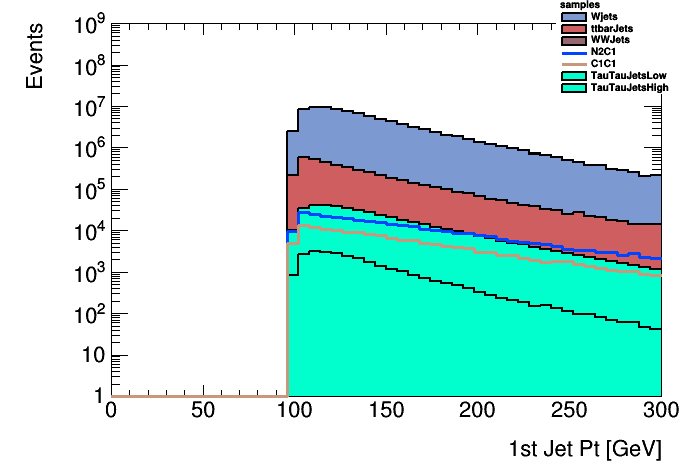 samples
Wjets
ttbarJets
WWJets
N2C1
C1C1
TauTauJetsLow
TauTauJetsHigh
Events
10^9
10^8
10^7
10^6
10^5
10^4
10^3
10^2
10
1
0 50 100 150 200 250 300
1st Jet Pt [GeV]